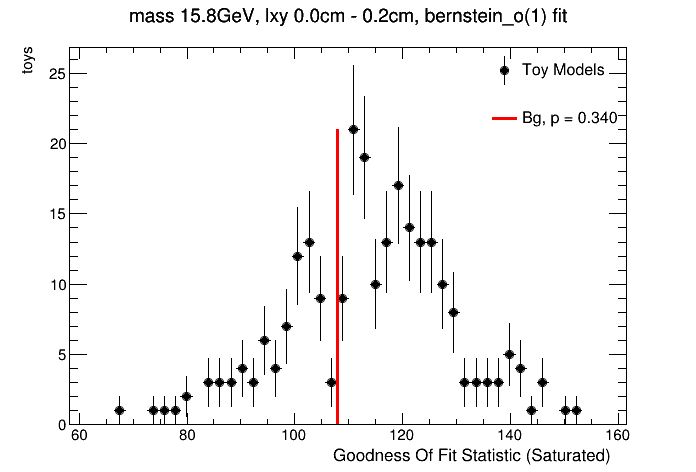 mass 15.8GeV, lxy 0.0cm - 0.2cm, bernstein_o(1) fit
toys
25
20
15
10
5
0
Toy Models
Bg, p = 0.340
60 80 100 120 140 160
Goodness Of Fit Statistic (Saturated)